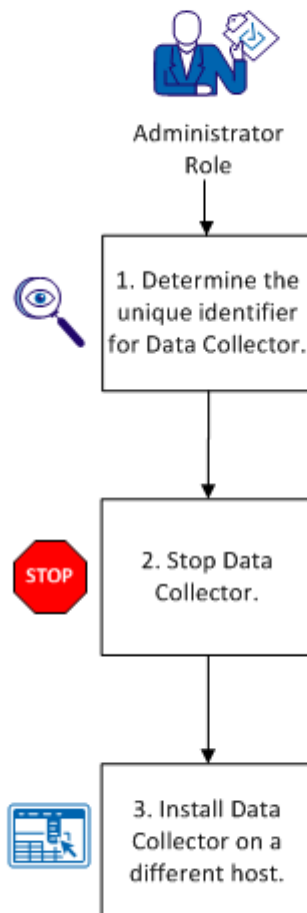 Administrator
Role
1. Determine the
unique identifier
for Data Collector.
STOP
2. Stop Data
Collector.
3. Install Data
Collector on a
different host.